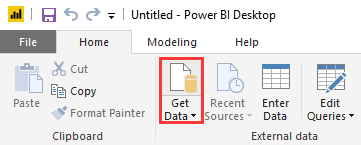 Untitled - Power BI Desktop
File Home Modeling Help
Paste
Cut
Copy
Format Painter
Get Data
Recent Sources
Enter Data
Edit Queries
Clipboard
External data